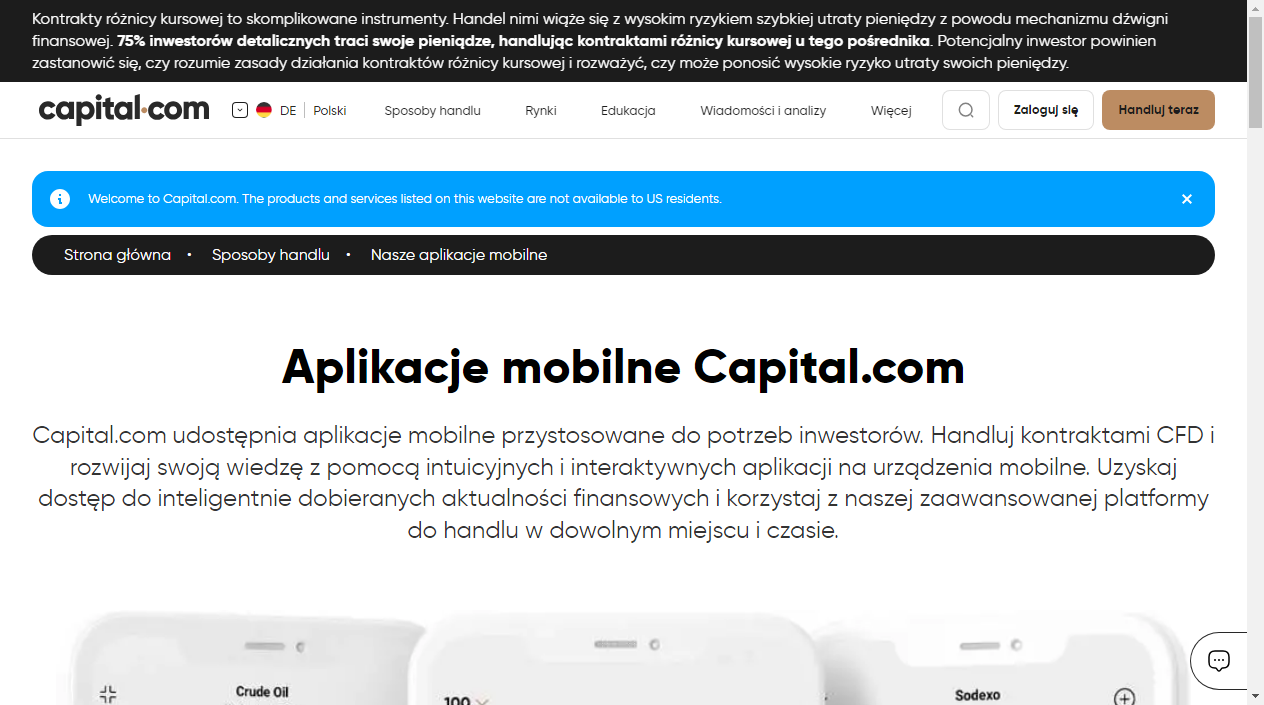 Kontrakty różnicy kursowej to skomplikowane instrumenty. Handel nimi wiąże się z wysokim ryzykiem szybkiej utraty pieniędzy z powodu mechanizmu dźwigni
finansowej. 75% inwestorów detalicznych traci swoje pieniądze, handlując kontraktami różnicy kursowej u tego pośrednika. Potencjalny inwestor powinien
zastanowić się, czy rozumie zasady działania kontraktów różnicy kursowej i rozważyć, czy może ponosić wysokie ryzyko utraty swoich pieniędzy.
capital.com DE Polski Sposoby handlu Rynki Edukacja Wiadomości i analizy Więcej Zaloguj się Handluj teraz
Welcome to Capital.com. The products and services listed on this website are not available to US residents.
Strona główna • Sposoby handlu • Nasze aplikacje mobilne
Aplikacje mobilne Capital.com
Capital.com udostępnia aplikacje mobilne przystosowane do potrzeb inwestorów. Handluj kontraktami CFD i
rozwijaj swoją wiedzę z pomocą intuicyjnych i interaktywnych aplikacji na urządzenia mobilne. Uzyskaj
dostęp do inteligentnie dobieranych aktualności finansowych i korzystaj z naszej zaawansowanej platformy
do handlu w dowolnym miejscu i czasie.
Crude Oil
100
Sodexo